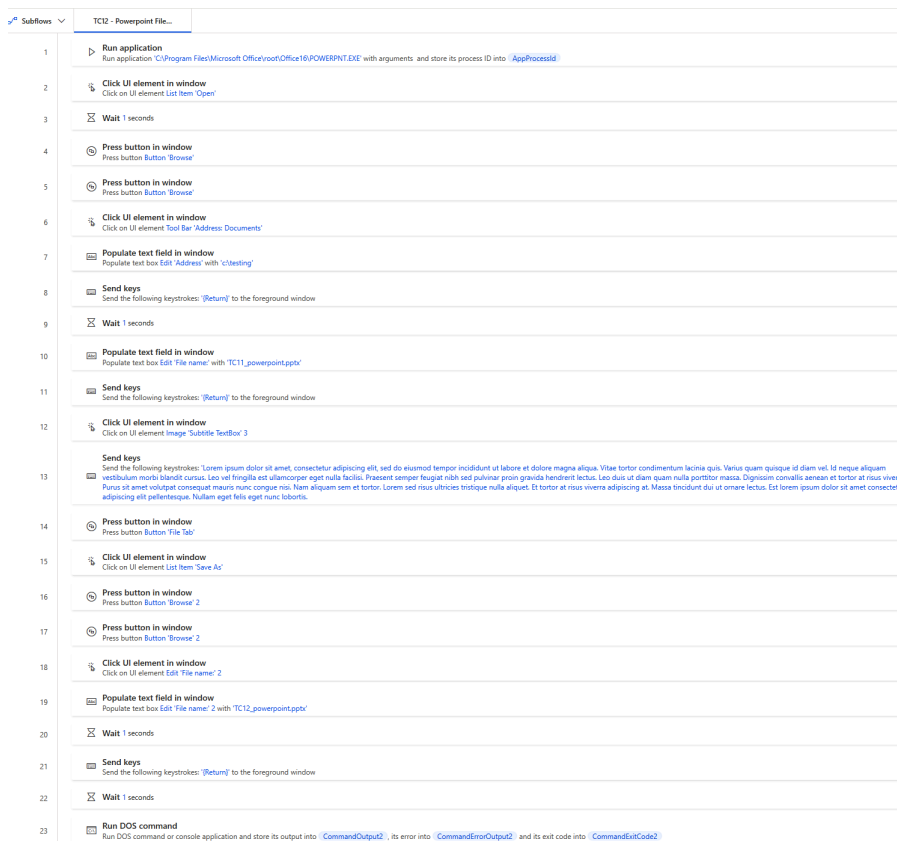 Subflows
TC12 - Powerpoint File...
1
Run application
Run application 'C:\Program Files\Microsoft Office\root\Office16\POWERPNT.EXE' with arguments and store its process ID into AppProcessId
2
Click UI element in window
Click on UI element List Item 'Open'
3
Wait 1 seconds
4
Press button in window
Press button Button 'Browse'
5
Press button in window
Press button Button 'Browse'
6
Click UI element in window
Click on UI element Tool Bar 'Address: Documents'
7
Populate text field in window
Populate text box Edit 'Address' with 'c:\testing'
8
Send keys
Send the following keystrokes: '{Return}' to the foreground window
9
Wait 1 seconds
10
Populate text field in window
Populate text box Edit 'File name:' with 'TC11_powerpoint.pptx'
11
Send keys
Send the following keystrokes: '{Return}' to the foreground window
12
Click UI element in window
Click on UI element Image 'Subtitle TextBox' 3
13
Send keys
Send the following keystrokes: 'Lorem ipsum dolor sit amet, consectetur adipiscing elit, sed do eiusmod tempor incididunt ut labore et dolore magna aliqua. Vitae tortor condimentum lacinia quis. Varius quam quisque id diam vel. Id neque aliquam
vestibulum morbi blandit cursus. Leo vel fringilla est ullamcorper eget nulla facilisi. Praesent semper feugiat nibh sed pulvinar proin gravida hendrerit lectus. Leo duis ut diam quam nulla porttitor massa. Dignissim convallis aenean et tortor at risus viver
Purus sit amet volutpat consequat mauris nunc congue nisi. Nam aliquam sem et tortor. Lorem sed risus ultricies tristique nulla aliquet. Et tortor at risus viverra adipiscing at. Massa tincidunt dui ut ornare lectus. Est lorem ipsum dolor sit amet consectet
adipiscing elit pellentesque. Nullam eget felis eget nunc lobortis.
14
Press button in window
Press button Button 'File Tab'
15
Click UI element in window
Click on UI element List Item 'Save As'
16
Press button in window
Press button Button 'Browse' 2
17
Press button in window
Press button Button 'Browse' 2
18
Click UI element in window
Click on UI element Edit 'File name:' 2
19
Populate text field in window
Populate text box Edit 'File name:' 2 with 'TC12_powerpoint.pptx'
20
Wait 1 seconds
21
Send keys
Send the following keystrokes: '{Return}' to the foreground window
22
Wait 1 seconds
23
Run DOS command
Run DOS command or console application and store its output into CommandOutput2 , its error into CommandErrorOutput2 and its exit code into CommandExitCode2